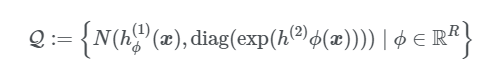 𝒬 := {N(h_ϕ^(1)(𝒙), diag(exp(h^(2)ϕ(𝒙)))) | ϕ ∈ ℝ^R}